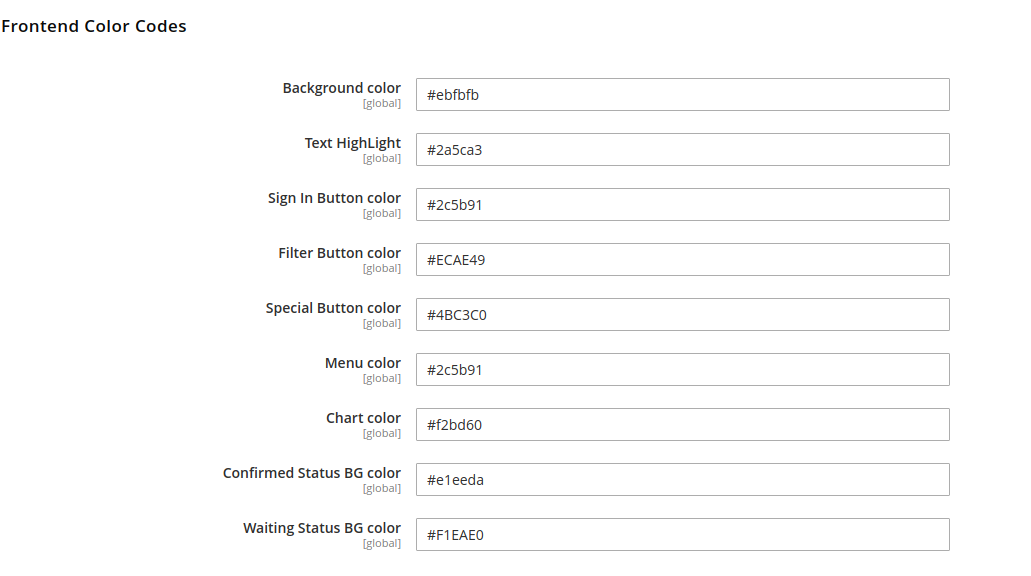 Frontend Color Codes
Background color
[global]
#ebfbfb
Text HighLight
[global]
#2a5ca3
Sign In Button color
[global]
#2c5b91
Filter Button color
[global]
#ECAE49
Special Button color
[global]
#4BC3C0
Menu color
[global]
#2c5b91
Chart color
[global]
#f2bd60
Confirmed Status BG color
[global]
#e1eeda
Waiting Status BG color
[global]
#F1EAE0